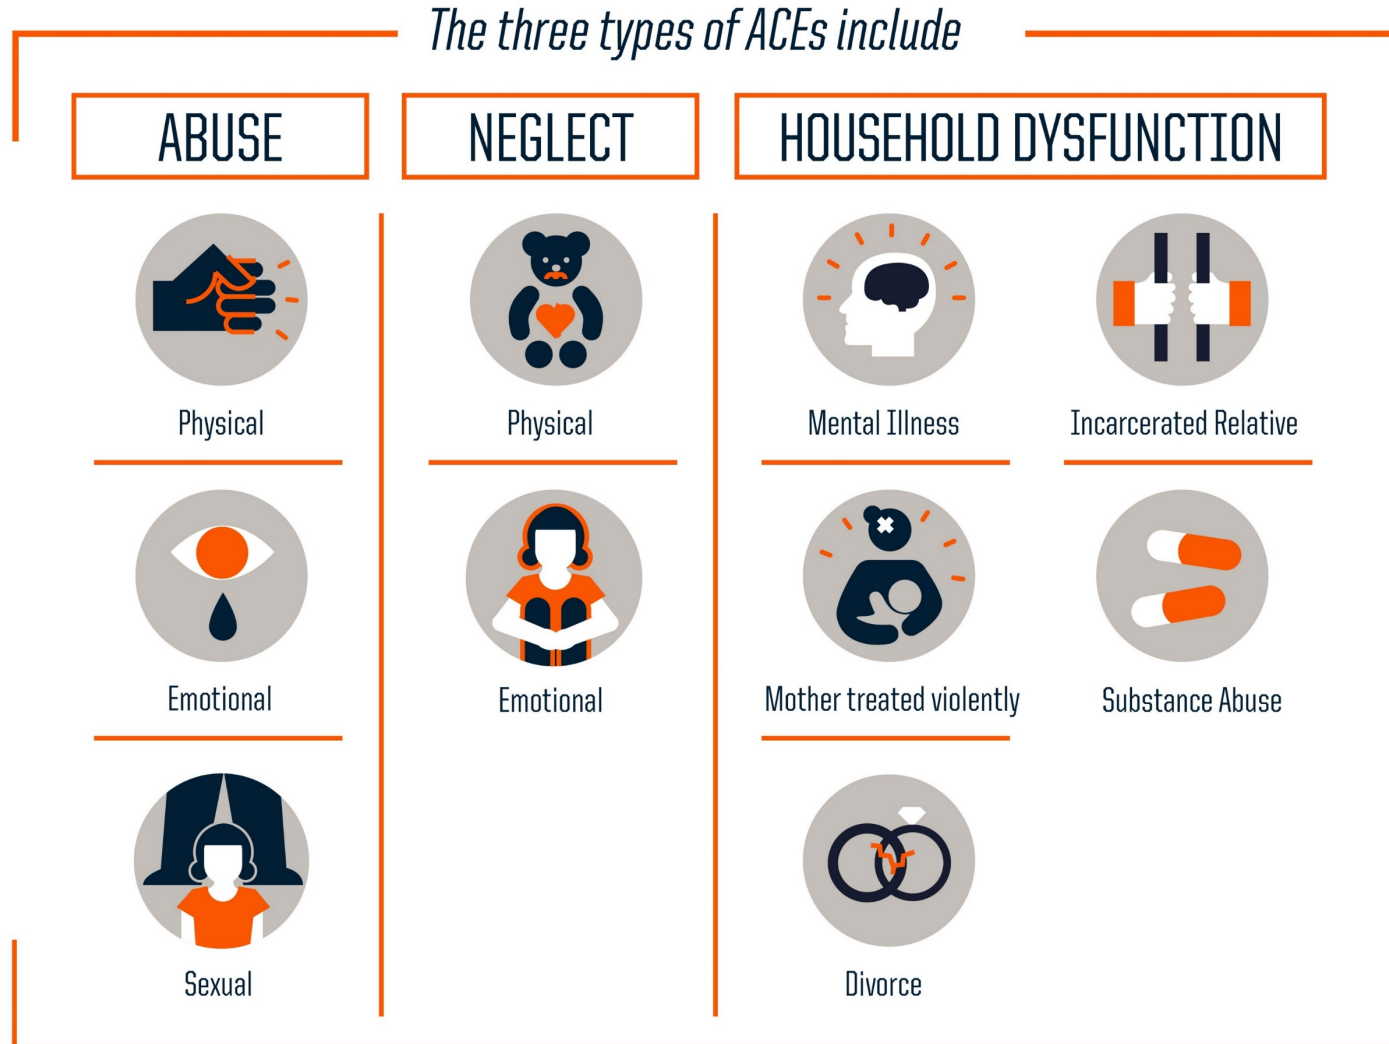 The three types of ACEs include
ABUSE
Physical
Emotional
Sexual
NEGLECT
Physical
Emotional
HOUSEHOLD DYSFUNCTION
Mental Illness
Incarcerated Relative
Mother treated violently
Substance Abuse
Divorce